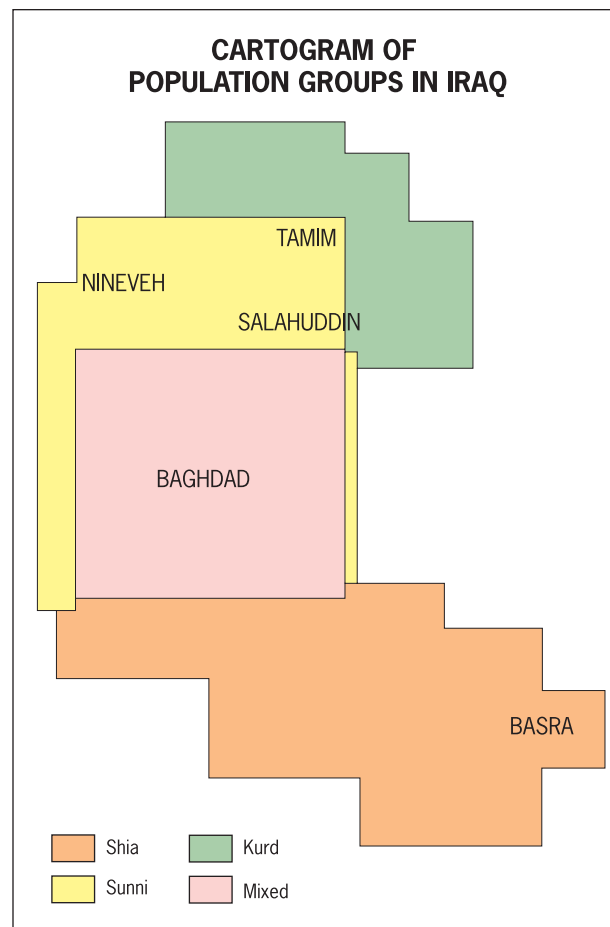 CARTOGRAM OF
POPULATION GROUPS IN IRAQ
TAMIM
NINEVEH
SALAHUDDIN
BAGHDAD
BASRA
Shia
Kurd
Sunni
Mixed